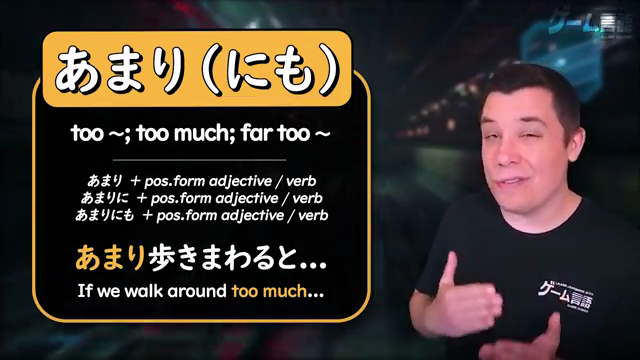 あまり（にも）
too ~; too much; far too ~
あまり + pos.form adjective / verb
あまりに + pos.form adjective / verb
あまりにも + pos.form adjective / verb
あまり歩きまわると...
If we walk around too much...
ゲーム言語
ゲーム言語